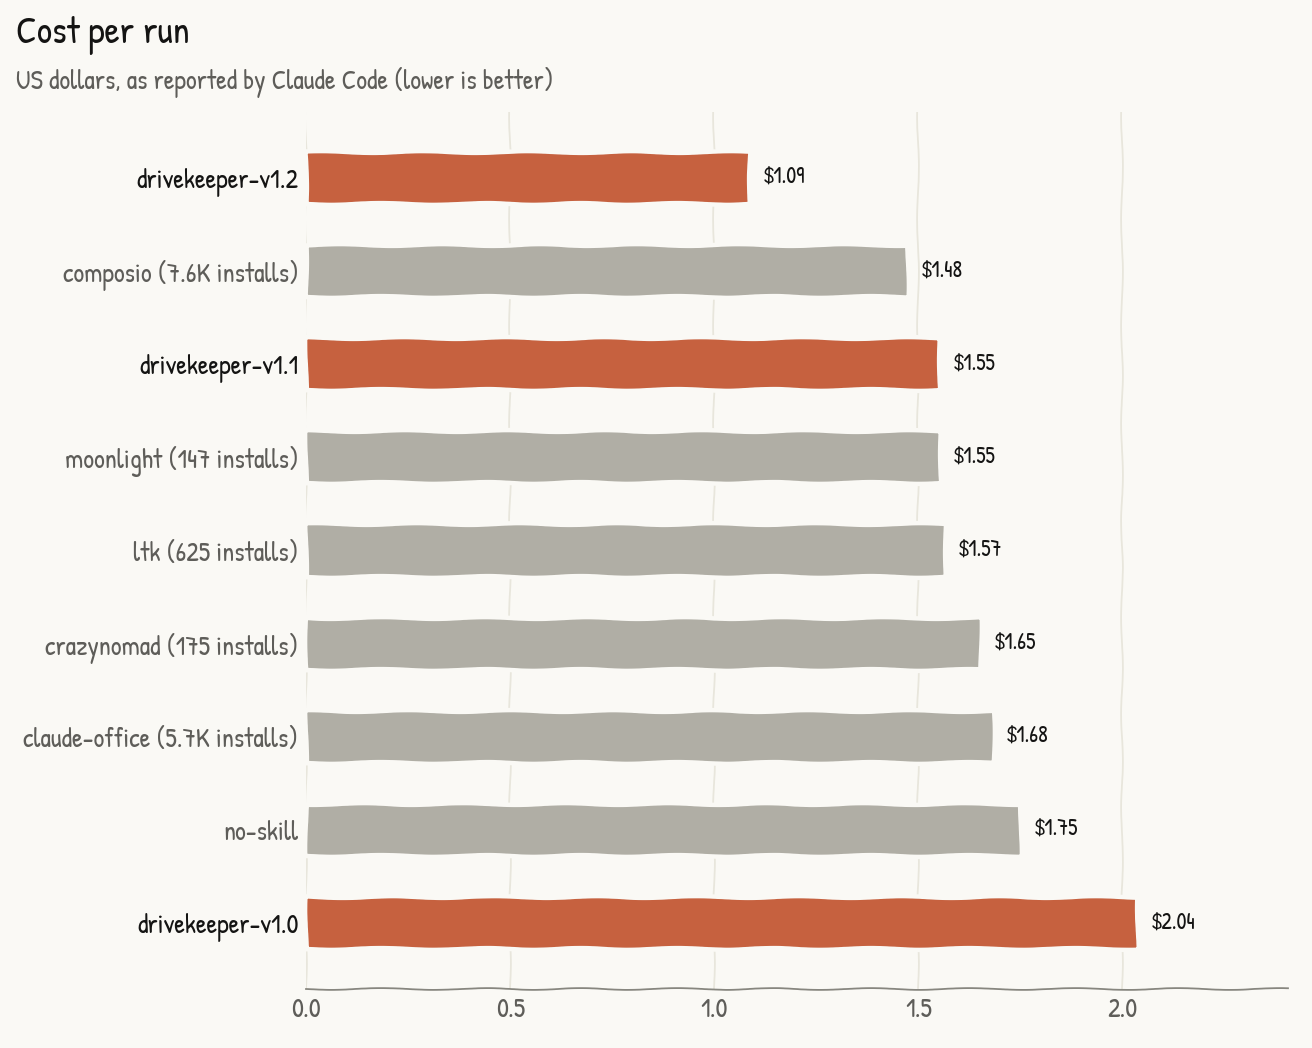 Cost per run
US dollars, as reported by Claude Code (lower is better)
drivekeeper-v1.2 $1.09
composio (7.6K installs) $1.48
drivekeeper-v1.1 $1.55
moonlight (147 installs) $1.55
ltk (625 installs) $1.57
crazynomad (175 installs) $1.65
claude-office (5.7K installs) $1.68
no-skill $1.75
drivekeeper-v1.0 $2.04
0.0 0.5 1.0 1.5 2.0